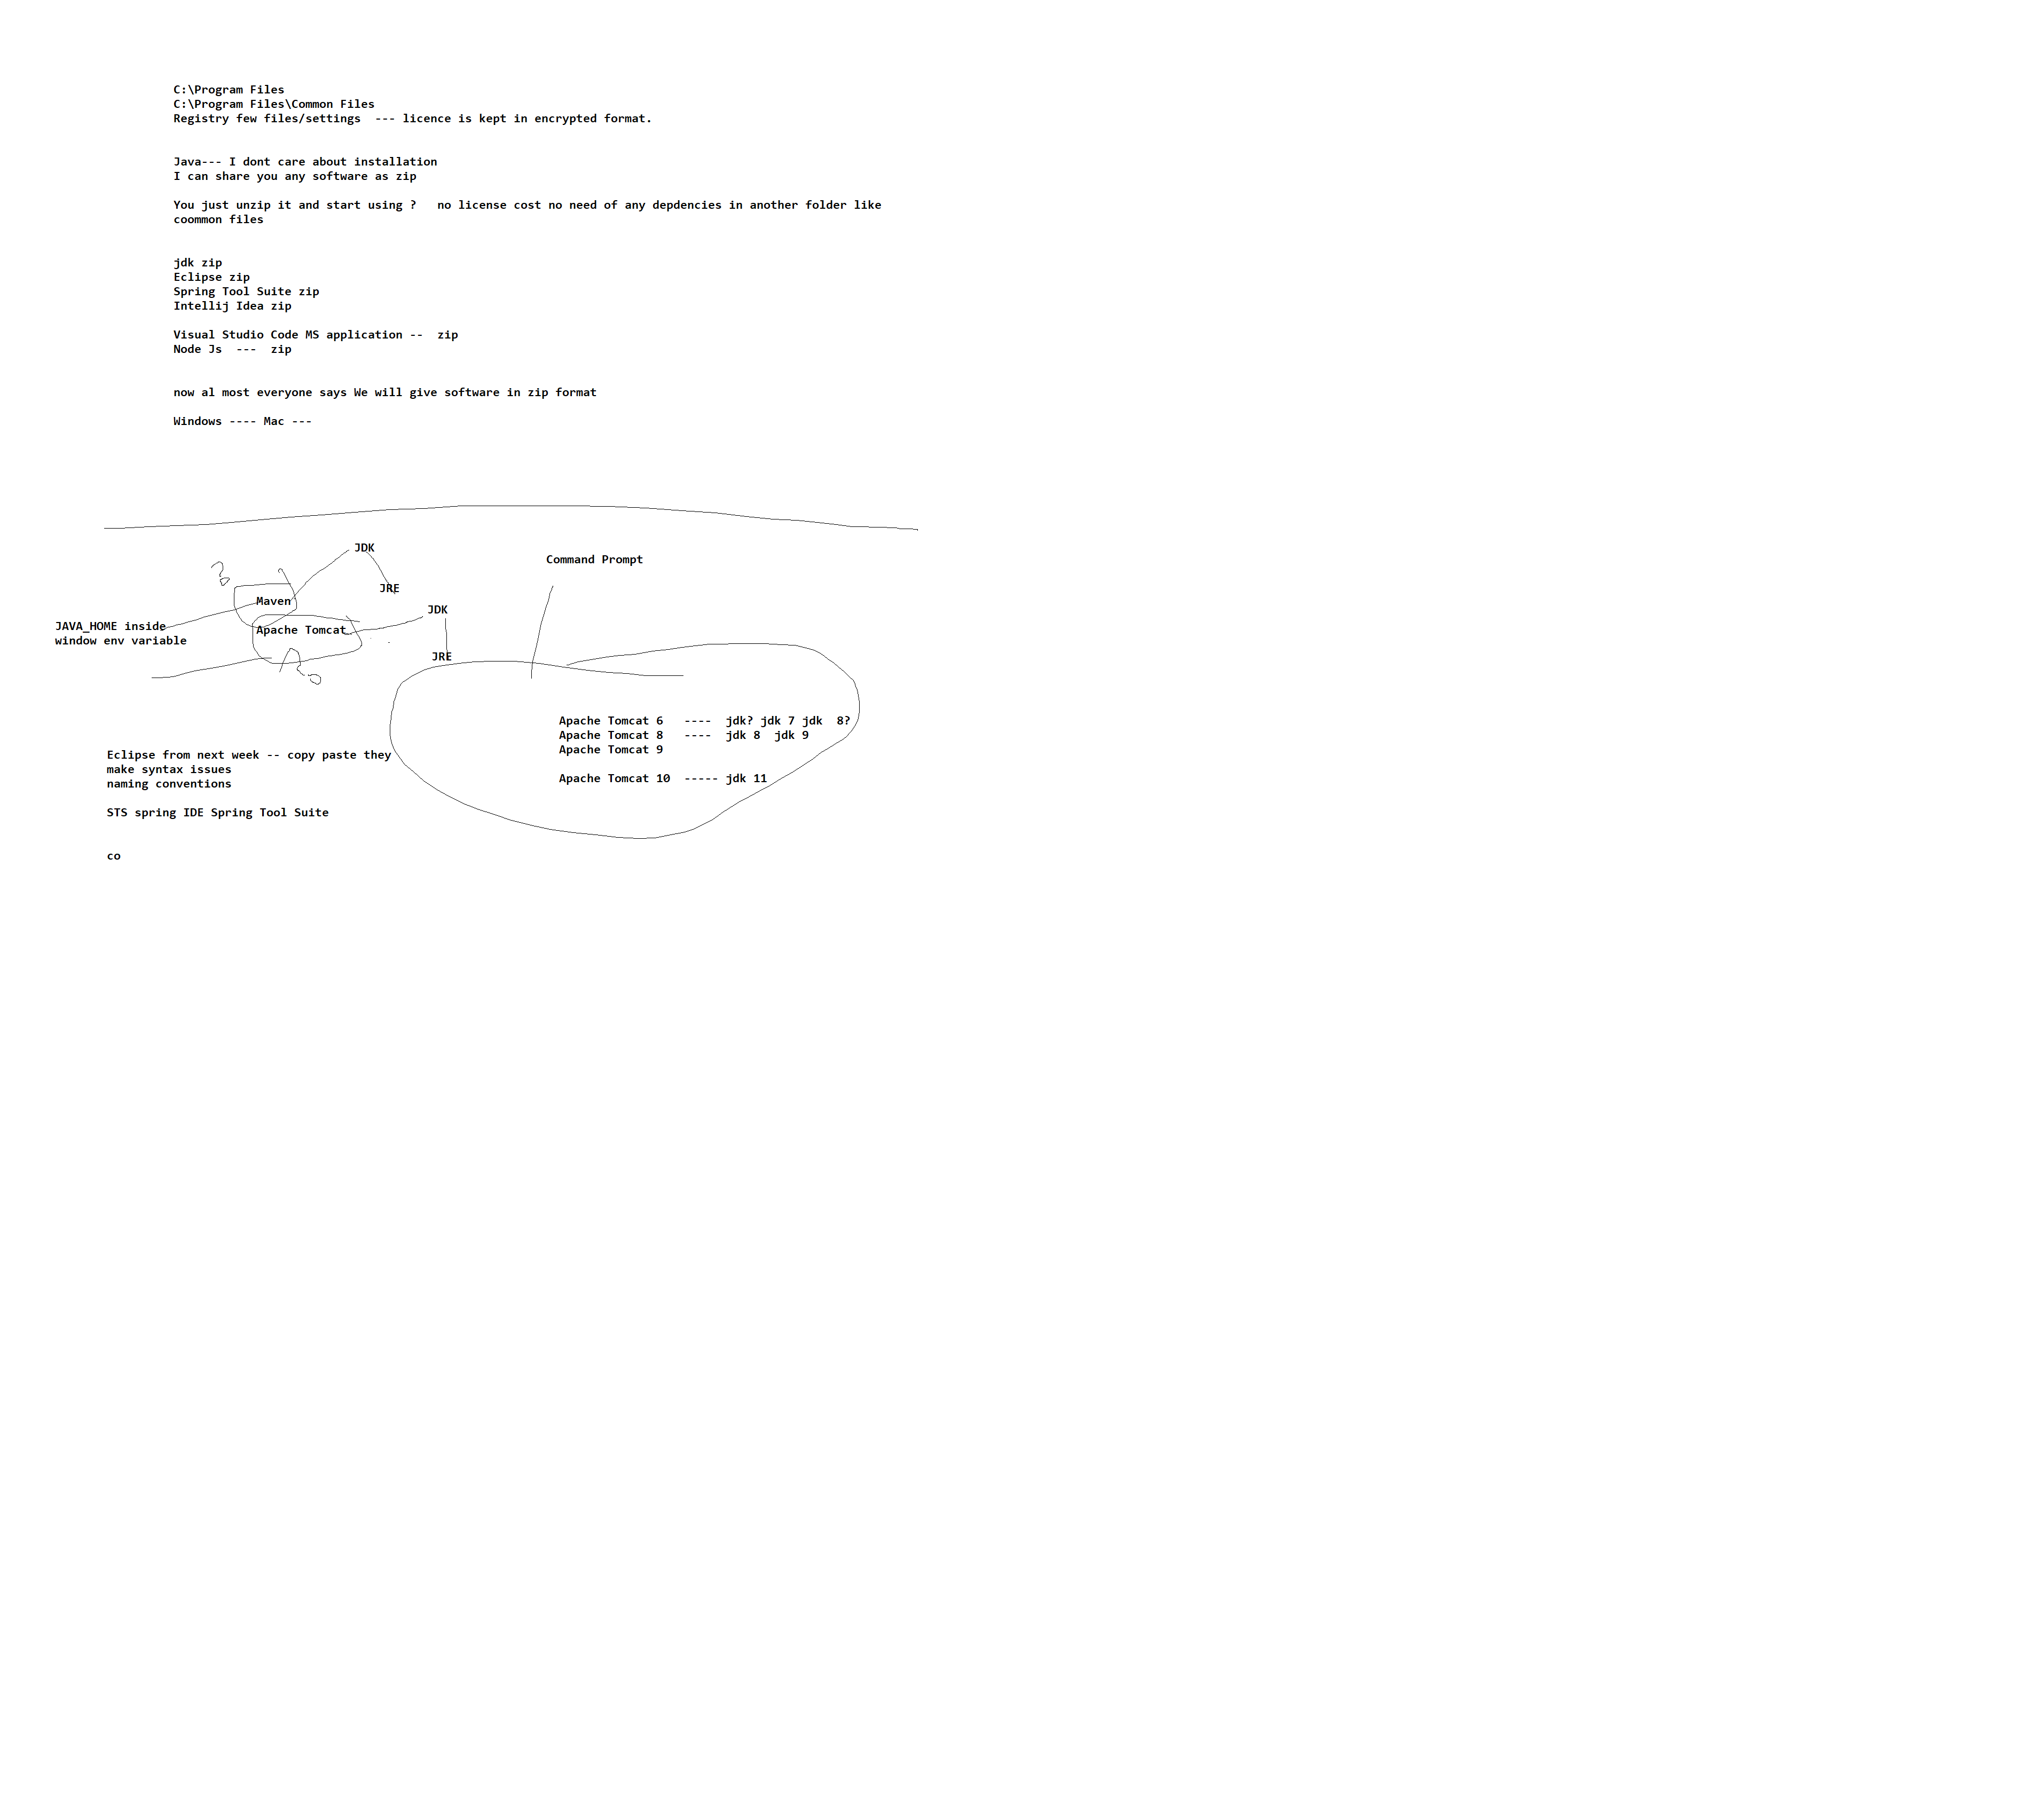 C:\Program Files
C:\Program Files\Common Files
Registry few files/settings  --- licence is kept in encrypted format.
Java--- I dont care about installation
I can share you any software as zip
You just unzip it and start using ?   no license cost no need of any depdencies in another folder like
coommon files
jdk zip
Eclipse zip
Spring Tool Suite zip
Intellij Idea zip
Visual Studio Code MS application --  zip
Node Js  ---  zip
now al most everyone says We will give software in zip format
Windows ---- Mac ---
JDK
Command Prompt
JRE
Maven
JDK
JAVA_HOME inside
window env variable
Apache Tomcat
JRE
Apache Tomcat 6   ----  jdk? jdk 7 jdk  8?
Apache Tomcat 8   ----  jdk 8  jdk 9
Apache Tomcat 9
Apache Tomcat 10  ----- jdk 11
Eclipse from next week -- copy paste they
make syntax issues
naming conventions
STS spring IDE Spring Tool Suite
co